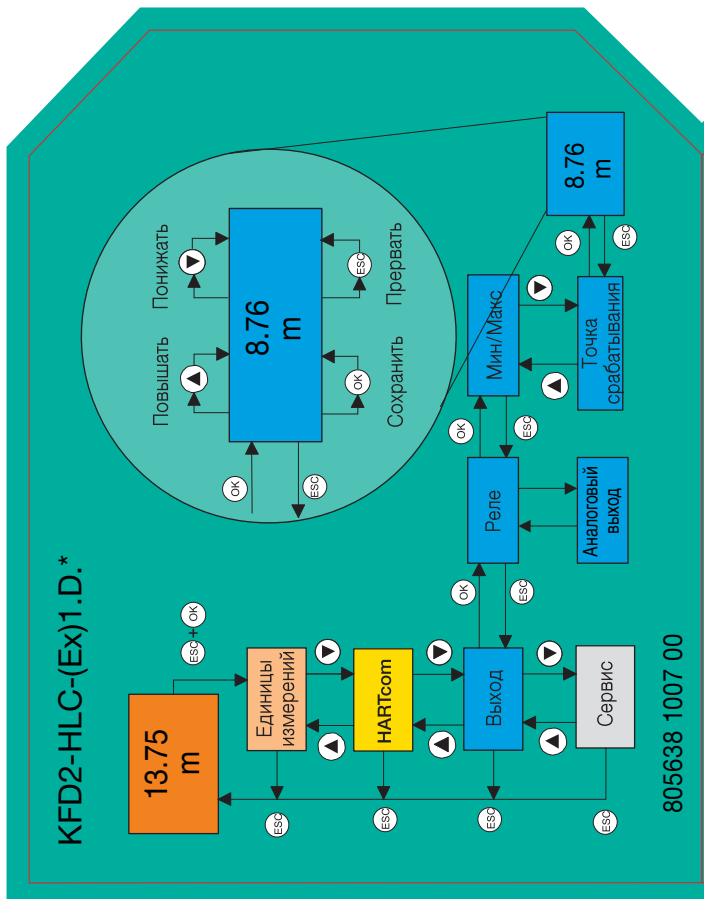 KFD2-HLC-(Ex)1.D.*
13.75
m
ESC + OK
Повышать
Понижать
OK
8.76
m
ESC
OK
ESC
Сохранить
Прервать
Единицы
измерений
HARTcom
Выход
Сервис
ESC
ESC
ESC
ESC
OK
ESC
Реле
Аналоговый
выход
OK
ESC
Мин/Макс
Точка
срабатывания
OK
ESC
8.76
m
805638 1007 00